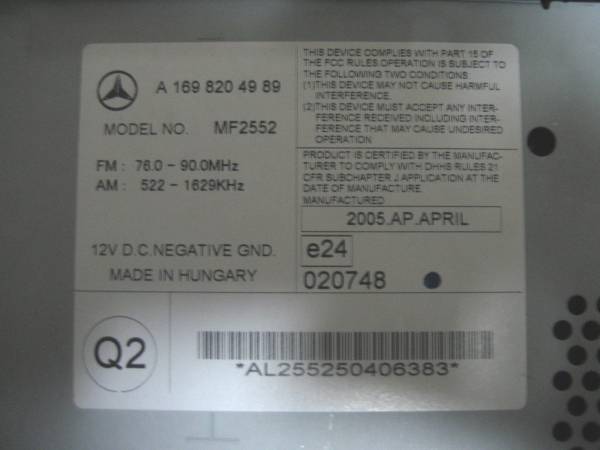 A 169 820 49 89
MODEL NO. MF2552
FM : 76.0 - 90.0MHz
AM : 522 - 1629KHz
12V D.C.NEGATIVE GND.
MADE IN HUNGARY
THIS DEVICE COMPLIES WITH PART 15 OF
THE FCC RULES OPERATION IS SUBJECT TO
THE FOLLOWING TWO CONDITIONS.
(1)THIS DEVICE MAY NOT CAUSE HARMFUL
INTERFERENCE.
(2)THIS DEVICE MUST ACCEPT ANY INTER-
FERENCE RECEIVED INCLUDING INTER-
FERENCE THAT MAY CAUSE UNDESIRED
OPERATION
PRODUCT IS CERTIFIED BY THE MANUFAC-
TURER TO COMPLY WITH DHHS RULES 21
CFR SUBCHAPTER J APPLICATION AT THE
DATE OF MANUFACTURE.
MANUFACTURED
2005.AP.APRIL
e24
020748
Q2
*AL255250406383*